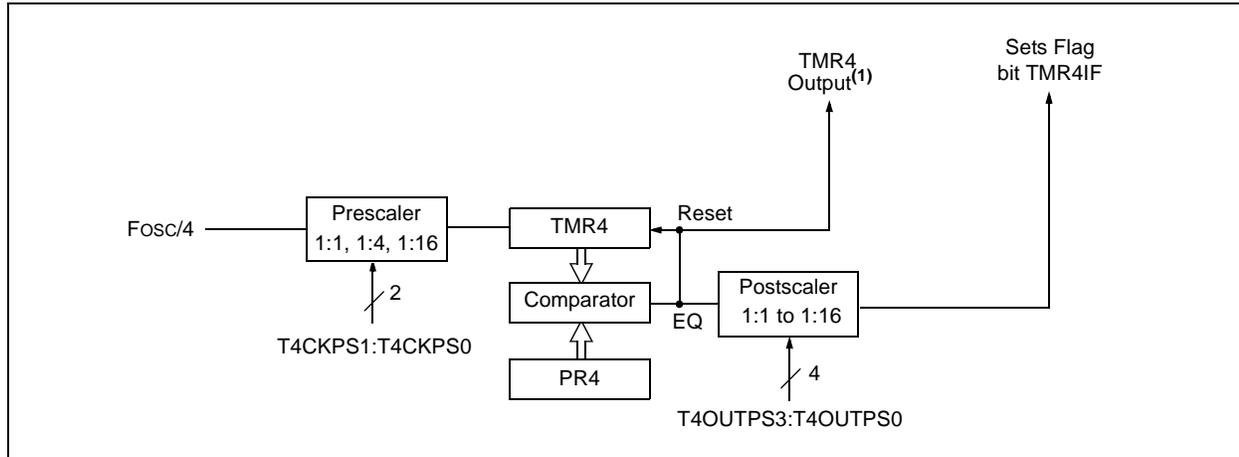 Sets Flag
bit TMR4IF
TMR4
Output(1)
Prescaler
1:1, 1:4, 1:16
FOSC/4
TMR4
Reset
2
Comparator
EQ
Postscaler
1:1 to 1:16
T4CKPS1:T4CKPS0
PR4
4
T4OUTPS3:T4OUTPS0